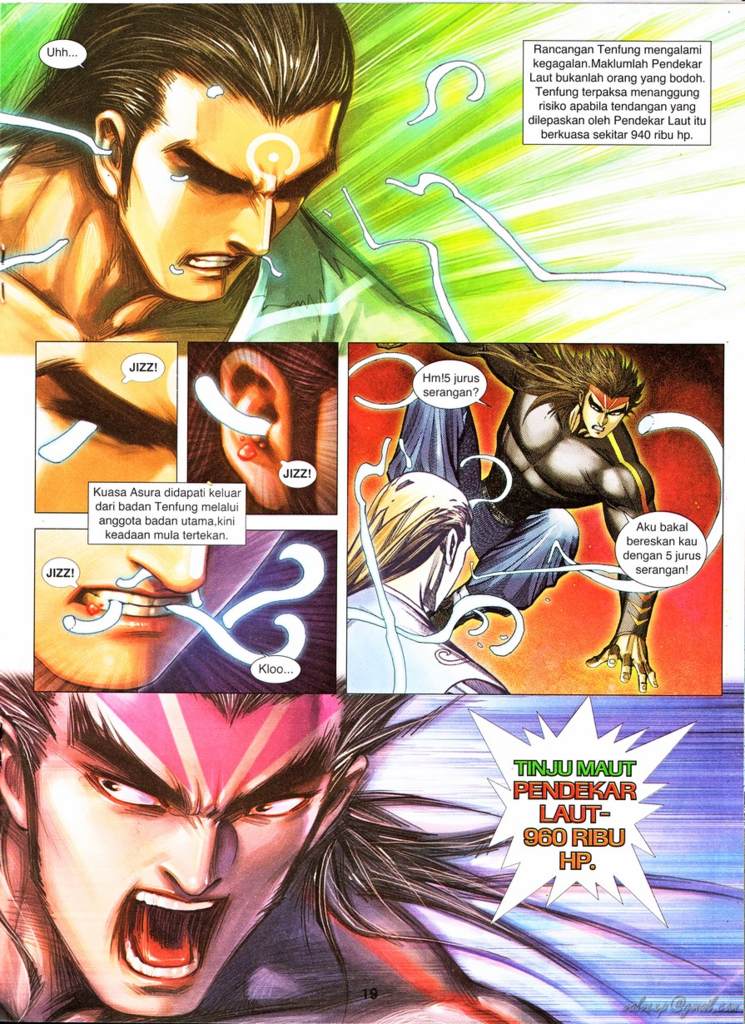 Uhh...
Rancangan Tenfung mengalami
kegagalan.Maklumlah Pendekar
Laut bukanlah orang yang bodoh.
Tenfung terpaksa menanggung
risiko apabila tendangan yang
dilepaskan oleh Pendekar Laut itu
berkuasa sekitar 940 ribu hp.
JIZZ!
JIZZ!
Kuasa Asura didapati keluar
dari badan Tenfung melalui
anggota badan utama,kini
keadaan mula tertekan.
JIZZ!
Kloo...
Hm!5 jurus
serangan?
Aku bakal
bereskan kau
dengan 5 jurus
serangan!
TINJU MAUT
PENDEKAR
LAUT-
960 RIBU
HP.
19